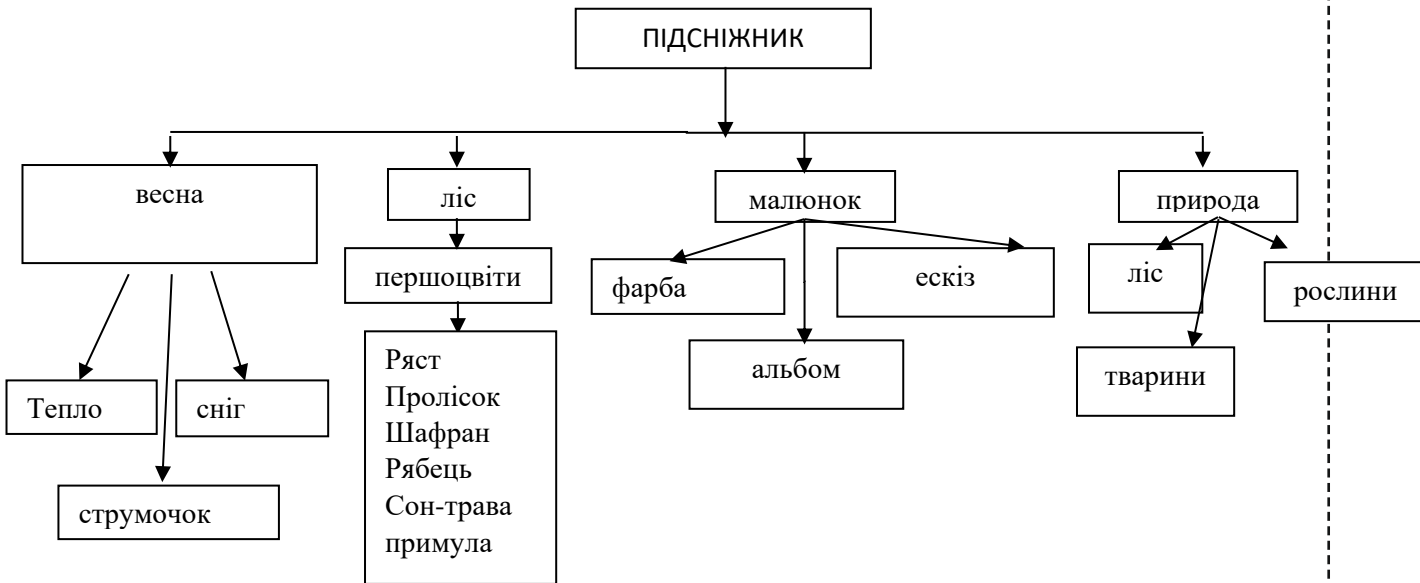 ПІДСНІЖНИК
весна
ліс
малюнок
природа
першоцвіти
фарба
ескіз
ліс
рослини
альбом
тварини
Тепло
сніг
струмочок
Ряст
Пролісок
Шафран
Рябець
Сон-трава
примула